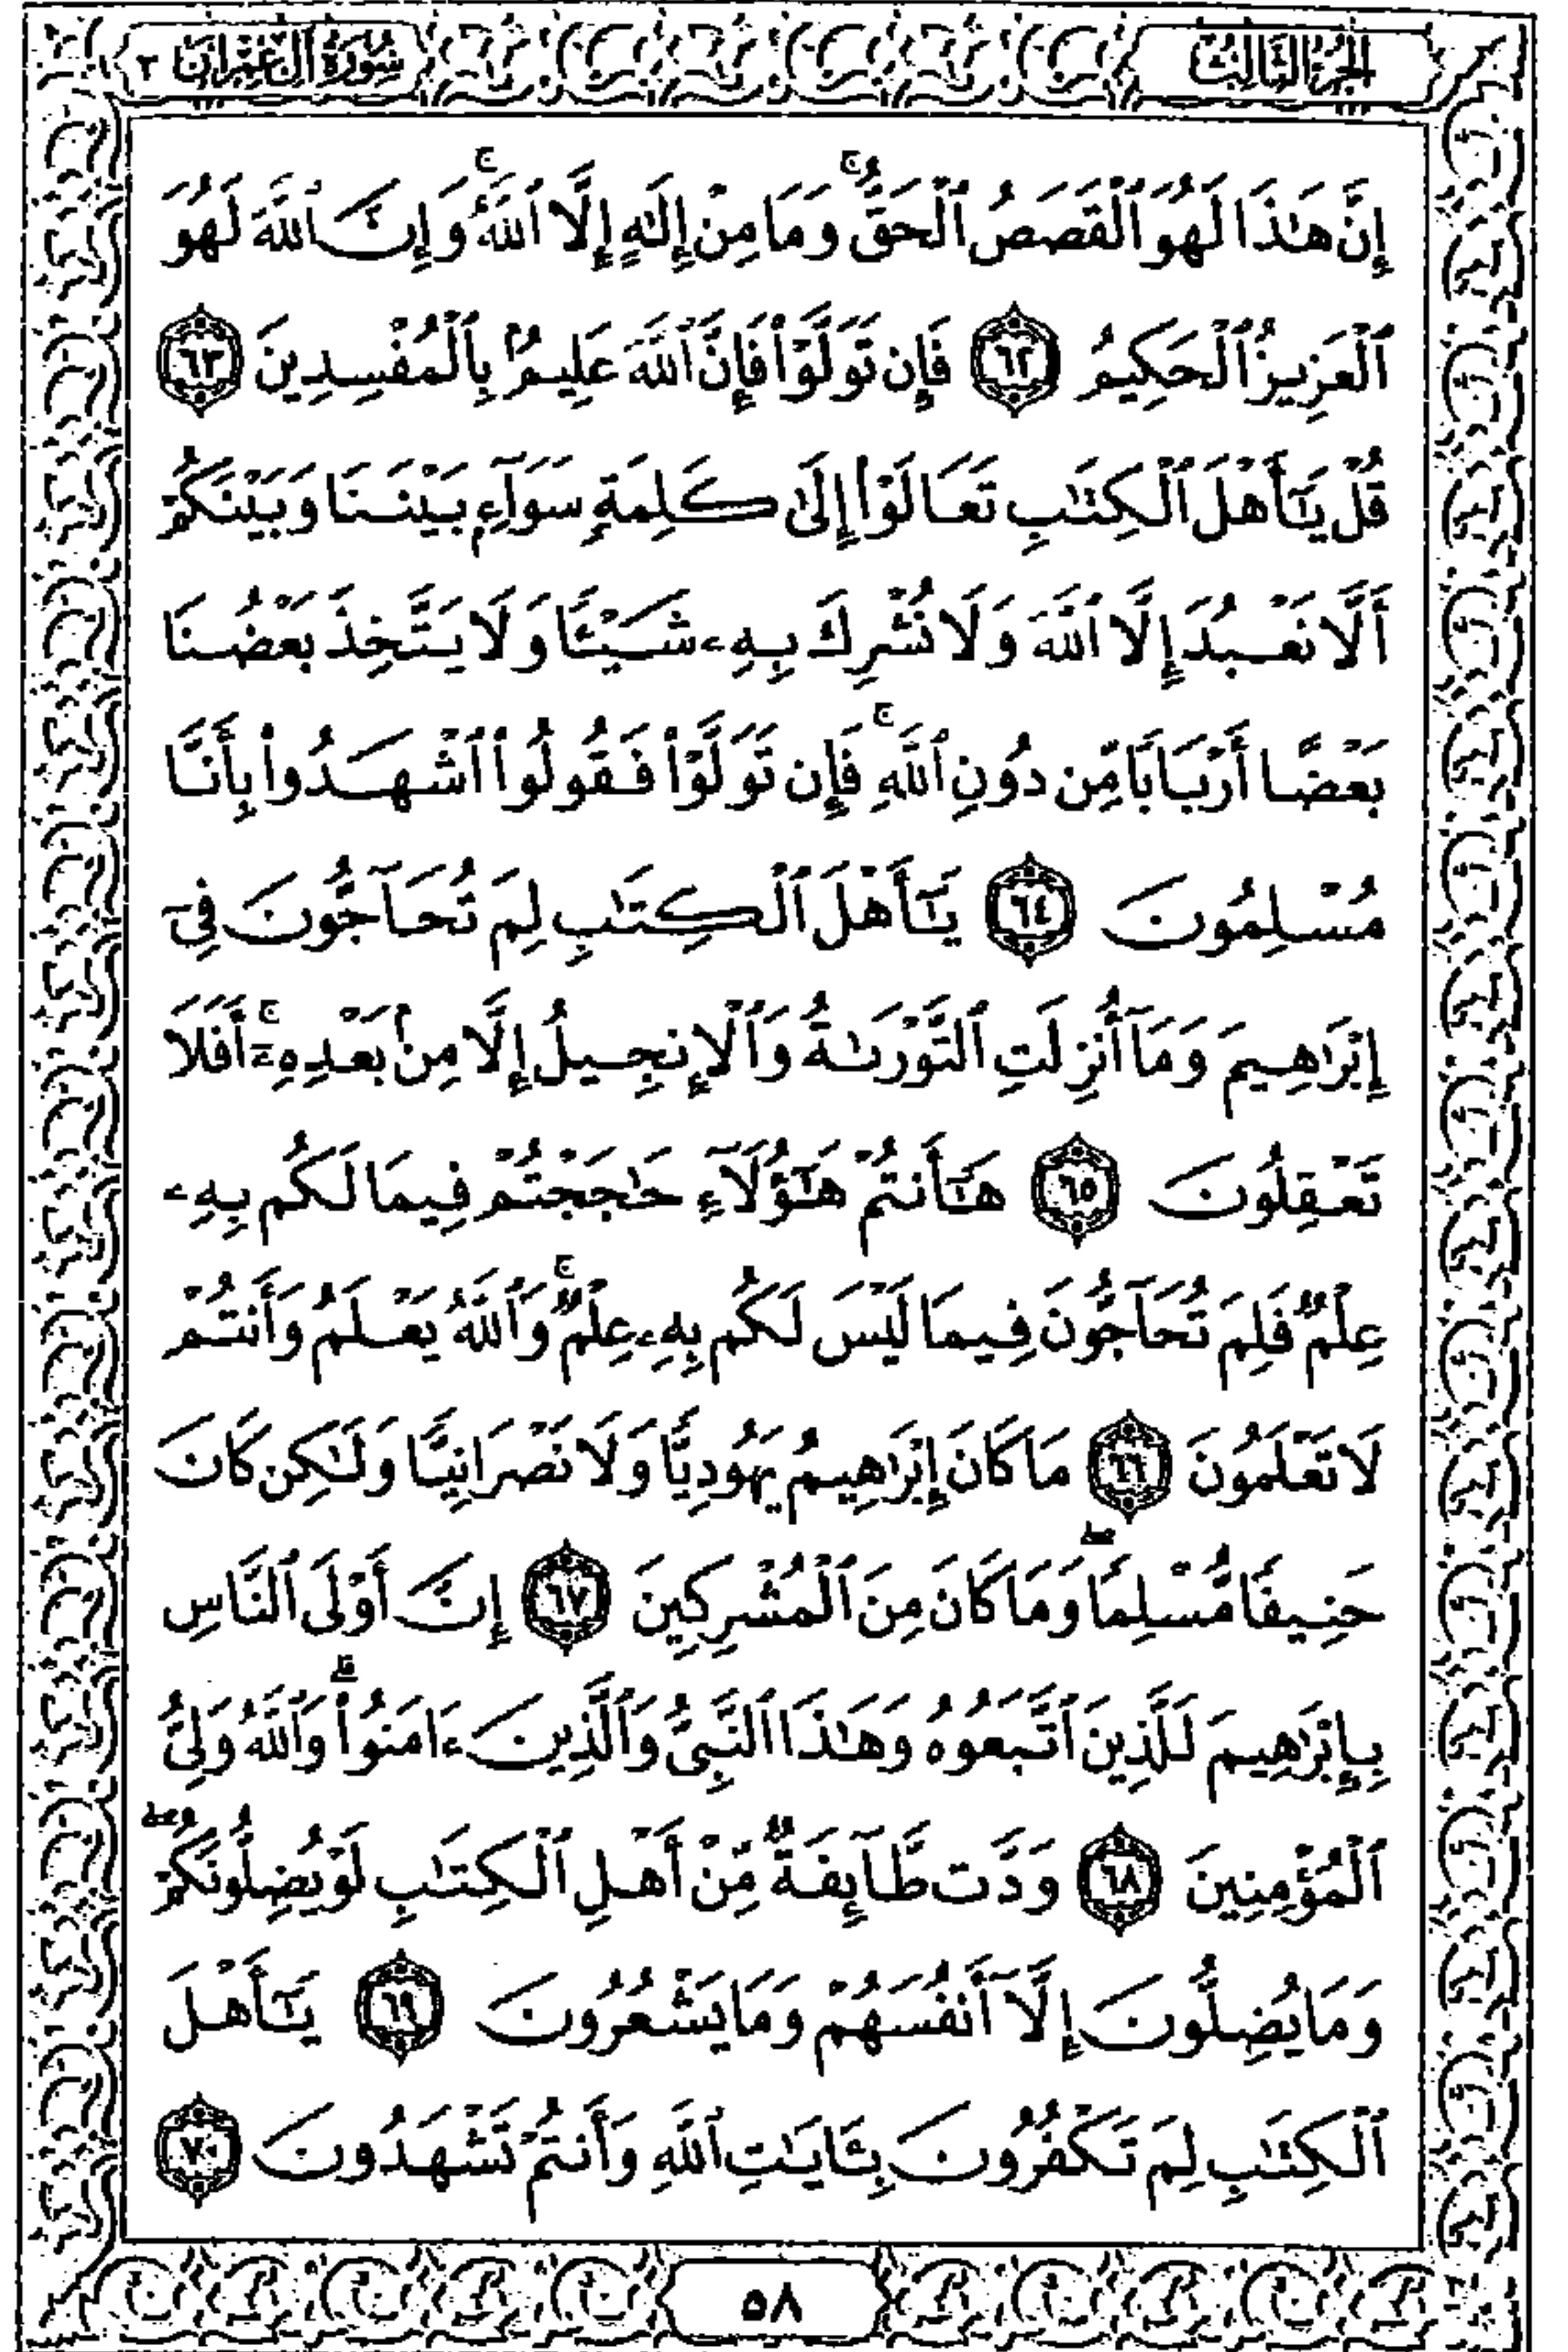 الجزء الثالث
سورة آل عمران ٣
إِنَّ هَٰذَا لَهُوَ ٱلْقَصَصُ ٱلْحَقُّ ۚ وَمَا مِنْ إِلَٰهٍ إِلَّا ٱللَّهُ ۚ وَإِنَّ ٱللَّهَ لَهُوَ
ٱلْعَزِيزُ ٱلْحَكِيمُ ٦٢ فَإِن تَوَلَّوْا۟ فَإِنَّ ٱللَّهَ عَلِيمٌۢ بِٱلْمُفْسِدِينَ ٦٣
قُلْ يَٰٓأَهْلَ ٱلْكِتَٰبِ تَعَالَوْا۟ إِلَىٰ كَلِمَةٍ سَوَآءٍۭ بَيْنَنَا وَبَيْنَكُمْ
أَلَّا نَعْبُدَ إِلَّا ٱللَّهَ وَلَا نُشْرِكَ بِهِۦ شَيْـًٔا وَلَا يَتَّخِذَ بَعْضُنَا
بَعْضًا أَرْبَابًا مِّن دُونِ ٱللَّهِ ۚ فَإِن تَوَلَّوْا۟ فَقُولُوا۟ ٱشْهَدُوا۟ بِأَنَّا
مُسْلِمُونَ ٦٤ يَٰٓأَهْلَ ٱلْكِتَٰبِ لِمَ تُحَآجُّونَ فِىٓ
إِبْرَٰهِيمَ وَمَآ أُنزِلَتِ ٱلتَّوْرَىٰةُ وَٱلْإِنجِيلُ إِلَّا مِنۢ بَعْدِهِۦٓ ۚ أَفَلَا
تَعْقِلُونَ ٦٥ هَٰٓأَنتُمْ هَٰٓؤُلَآءِ حَٰجَجْتُمْ فِيمَا لَكُم بِهِۦ
عِلْمٌ فَلِمَ تُحَآجُّونَ فِيمَا لَيْسَ لَكُم بِهِۦ عِلْمٌ ۚ وَٱللَّهُ يَعْلَمُ وَأَنتُمْ
لَا تَعْلَمُونَ ٦٦ مَا كَانَ إِبْرَٰهِيمُ يَهُودِيًّا وَلَا نَصْرَانِيًّا وَلَٰكِن كَانَ
حَنِيفًا مُّسْلِمًا ۖ وَمَا كَانَ مِنَ ٱلْمُشْرِكِينَ ٦٧ إِنَّ أَوْلَى ٱلنَّاسِ
بِإِبْرَٰهِيمَ لَلَّذِينَ ٱتَّبَعُوهُ وَهَٰذَا ٱلنَّبِىُّ وَٱلَّذِينَ ءَامَنُوا۟ ۗ وَٱللَّهُ وَلِىُّ
ٱلْمُؤْمِنِينَ ٦٨ وَدَّت طَّآئِفَةٌ مِّنْ أَهْلِ ٱلْكِتَٰبِ لَوْ يُضِلُّونَكُمْ ۖ
وَمَا يُضِلُّونَ إِلَّآ أَنفُسَهُمْ وَمَا يَشْعُرُونَ ٦٩ يَٰٓأَهْلَ
ٱلْكِتَٰبِ لِمَ تَكْفُرُونَ بِـَٔايَٰتِ ٱللَّهِ وَأَنتُمْ تَشْهَدُونَ ٧٠
٥٨